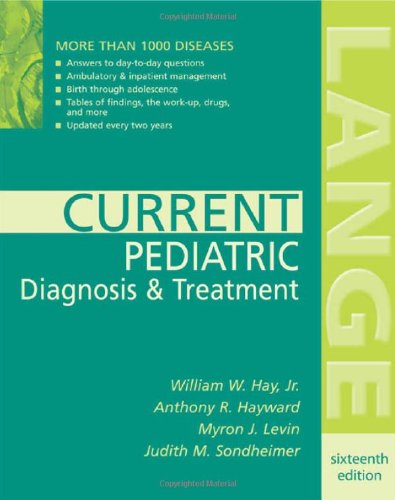 MORE THAN 1000 DISEASES
Answers to day-to-day questions
Ambulatory & inpatient management
Birth through adolescence
Tables of findings, the work-up, drugs,
and more
Updated every two years
LANGE
CURRENT
PEDIATRIC
Diagnosis & Treatment
William W. Hay, Jr.
Anthony R. Hayward
Myron J. Levin
Judith M. Sondheimer
sixteenth
edition